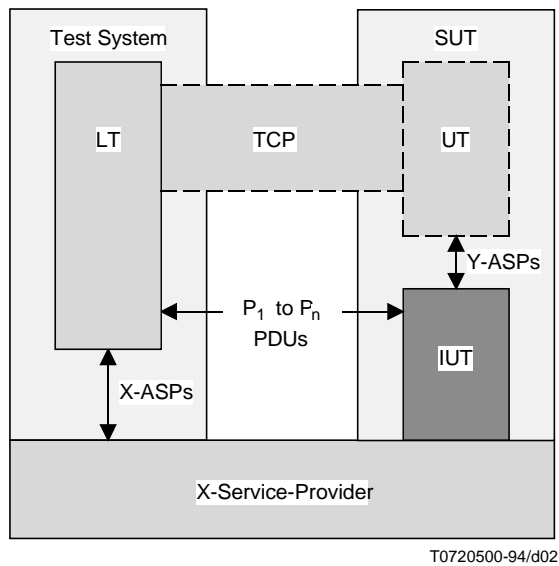 Test System
SUT
LT
TCP
UT
Y-ASPs
P1 to Pn
PDUs
IUT
X-ASPs
X-Service-Provider
T0720500-94/d02